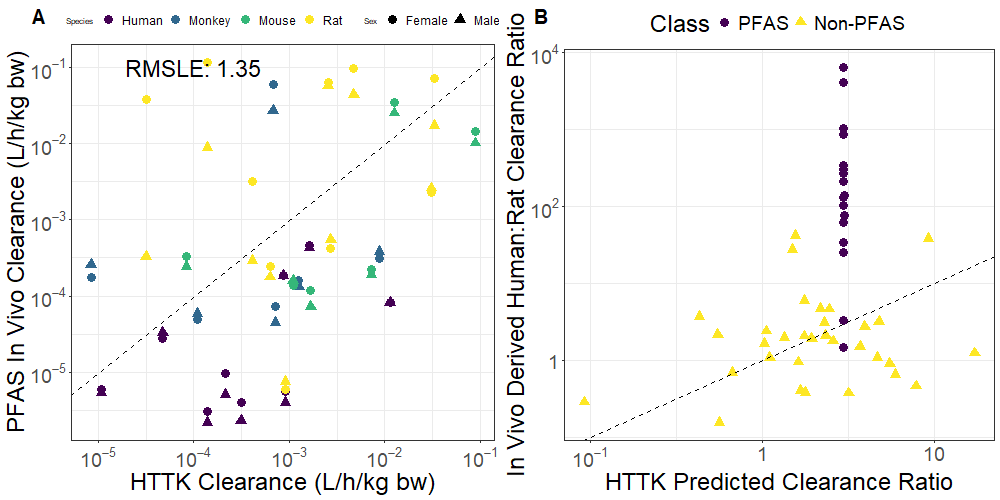 A
Species Human Monkey Mouse Rat Sex Female Male
RMSLE: 1.35
PFAS In Vivo Clearance (L/h/kg bw)
10⁻¹
10⁻²
10⁻³
10⁻⁴
10⁻⁵
10⁻⁵ 10⁻⁴ 10⁻³ 10⁻² 10⁻¹
HTTK Clearance (L/h/kg bw)
B
Class PFAS Non-PFAS
In Vivo Derived Human:Rat Clearance Ratio
10⁴
10²
1
10⁻¹ 1 10
HTTK Predicted Clearance Ratio